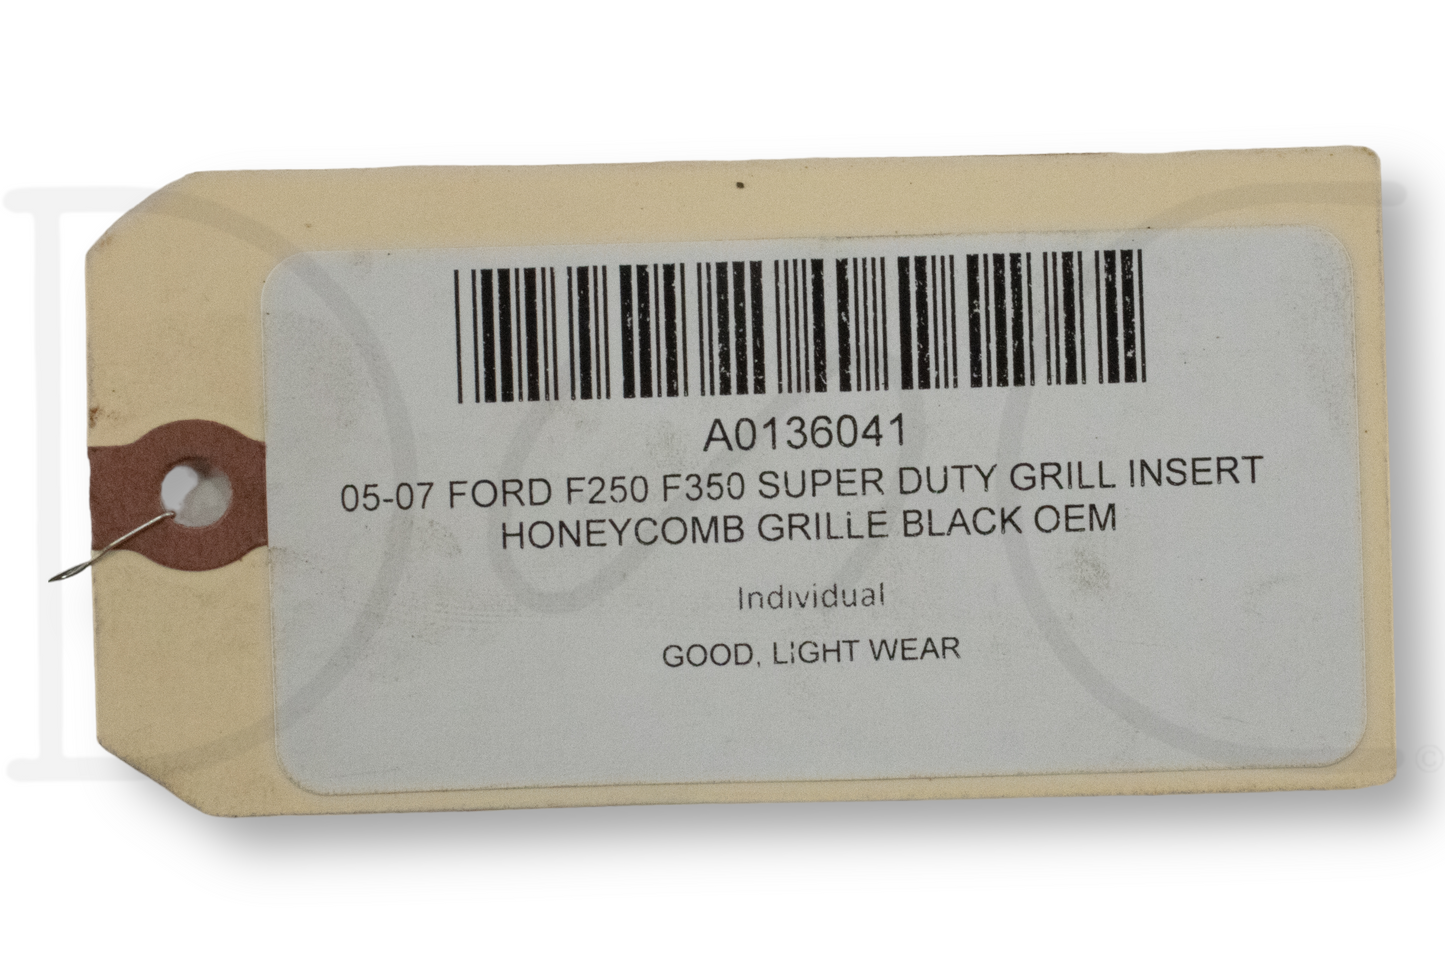 A0136041
05-07 FORD F250 F350 SUPER DUTY GRILL INSERT
HONEYCOMB GRILLE BLACK OEM
Individual
GOOD, LIGHT WEAR